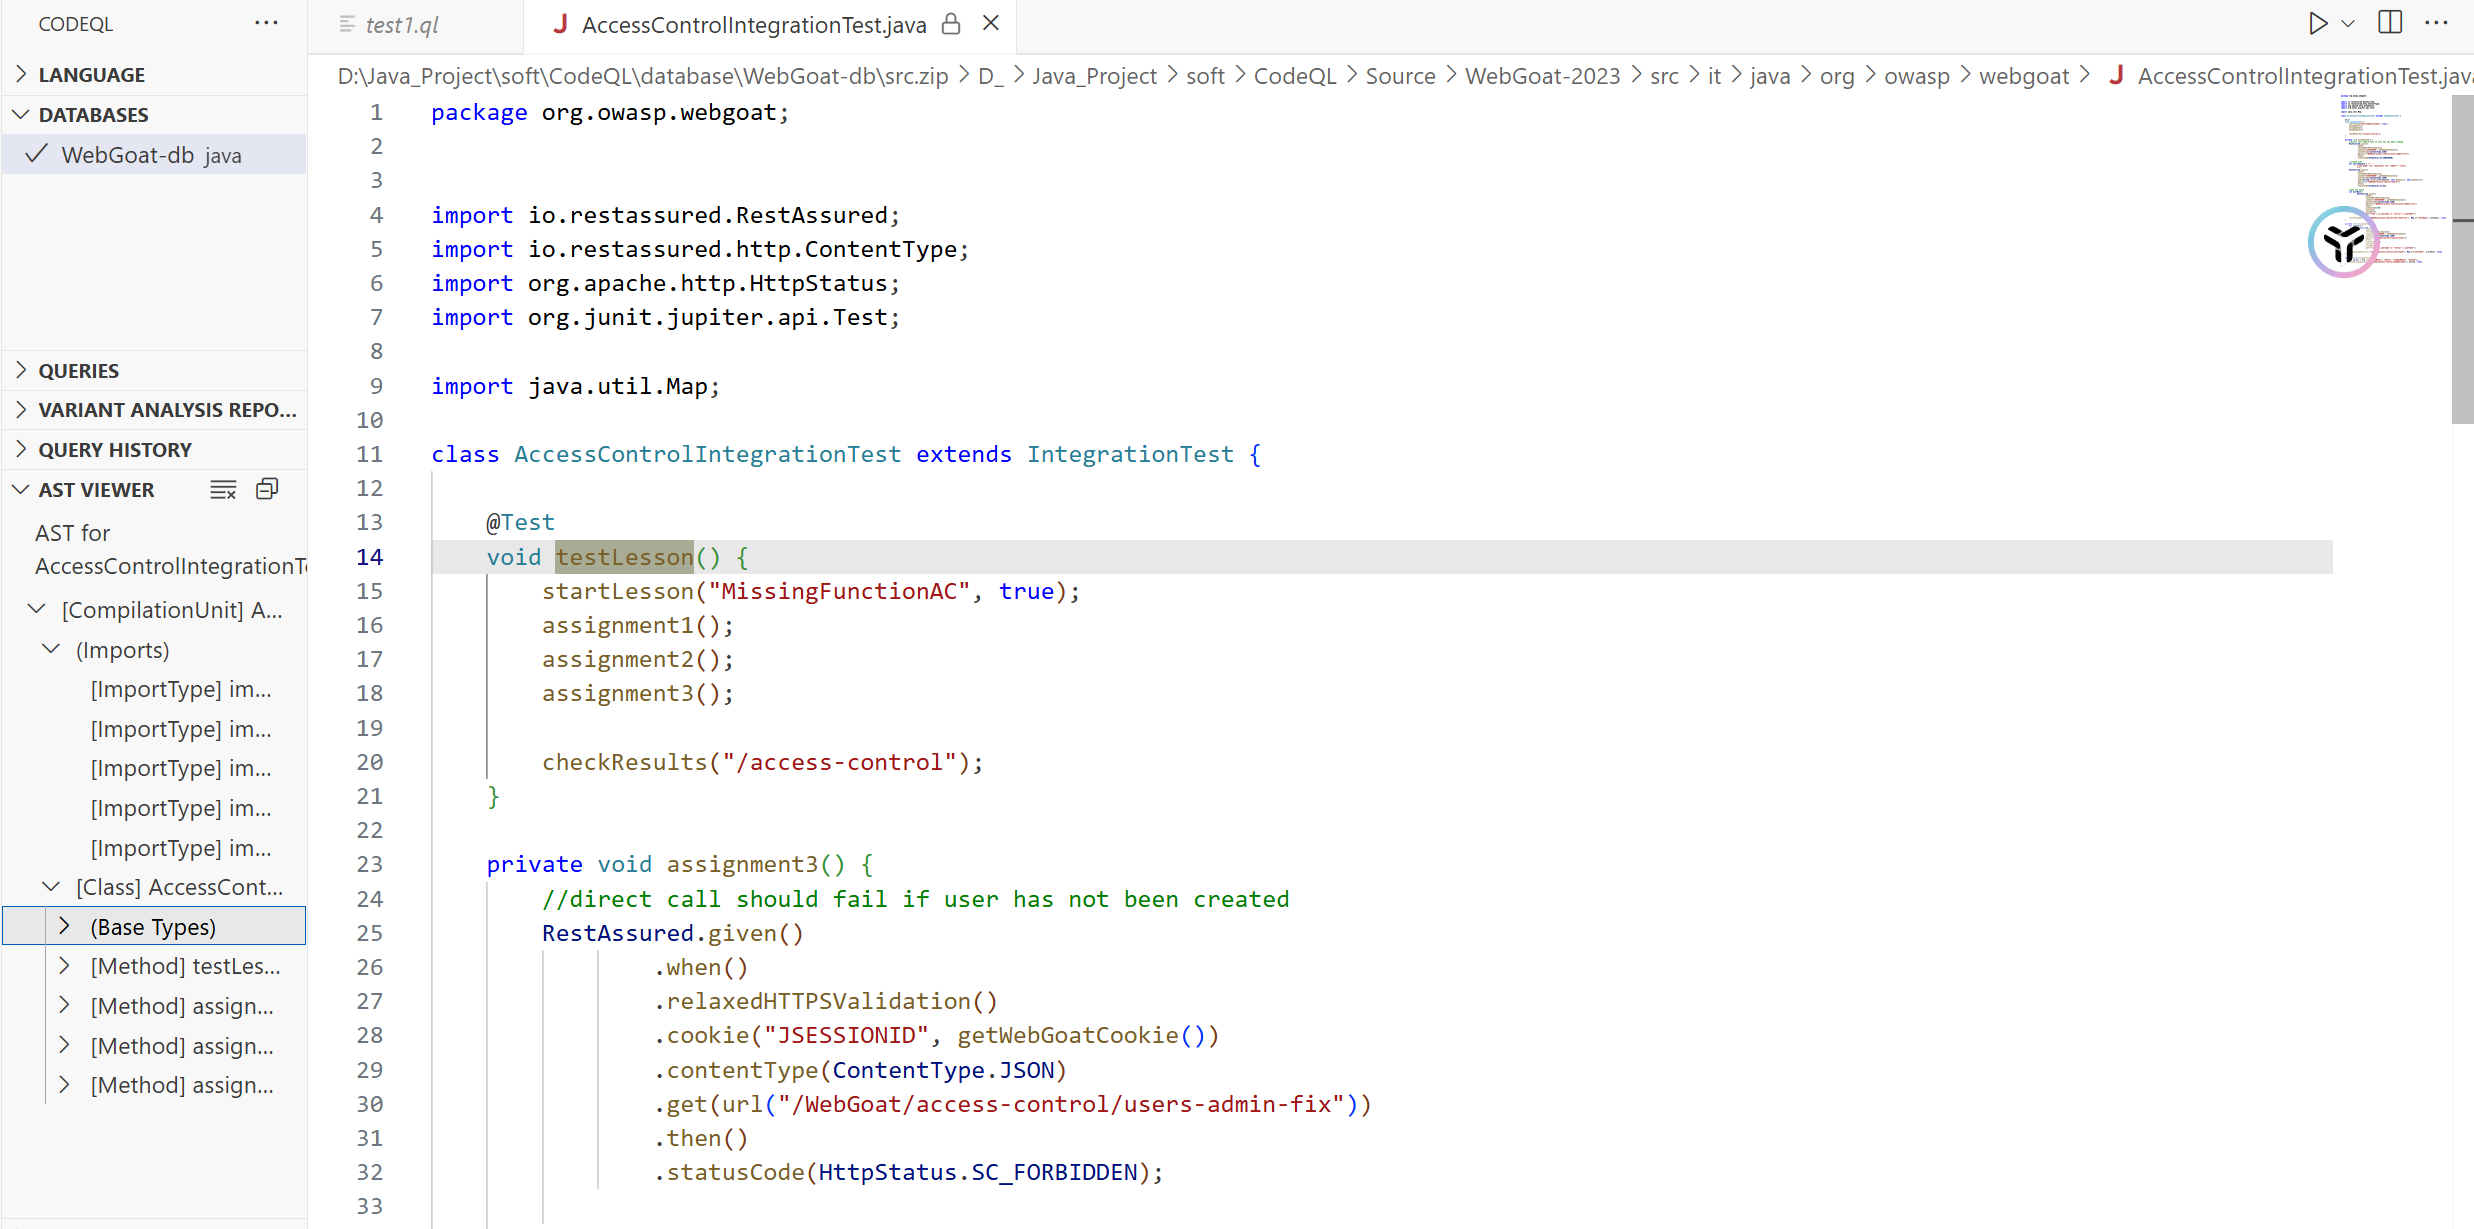 CODEQL
LANGUAGE
DATABASES
WebGoat-db java
QUERIES
VARIANT ANALYSIS REPO...
QUERY HISTORY
AST VIEWER
AST for
AccessControlIntegrationTe
[CompilationUnit] A...
(Imports)
[ImportType] im...
[ImportType] im...
[ImportType] im...
[ImportType] im...
[ImportType] im...
[Class] AccessCont...
(Base Types)
[Method] testLes...
[Method] assign...
[Method] assign...
[Method] assign...
test1.ql
AccessControlIntegrationTest.java
D:\Java_Project\soft\CodeQL\database\WebGoat-db\src.zip > D_ > Java_Project > soft > CodeQL > Source > WebGoat-2023 > src > it > java > org > owasp > webgoat > J AccessControlIntegrationTest.java
1 package org.owasp.webgoat;
2
3
4 import io.restassured.RestAssured;
5 import io.restassured.http.ContentType;
6 import org.apache.http.HttpStatus;
7 import org.junit.jupiter.api.Test;
8
9 import java.util.Map;
10
11 class AccessControlIntegrationTest extends IntegrationTest {
12
13 @Test
14 void testLesson() {
15 startLesson("MissingFunctionAC", true);
16 assignment1();
17 assignment2();
18 assignment3();
19
20 checkResults("/access-control");
21 }
22
23 private void assignment3() {
24 //direct call should fail if user has not been created
25 RestAssured.given()
26 .when()
27 .relaxedHTTPSValidation()
28 .cookie("JSESSIONID", getWebGoatCookie())
29 .contentType(ContentType.JSON)
30 .get(url("/WebGoat/access-control/users-admin-fix"))
31 .then()
32 .statusCode(HttpStatus.SC_FORBIDDEN);
33